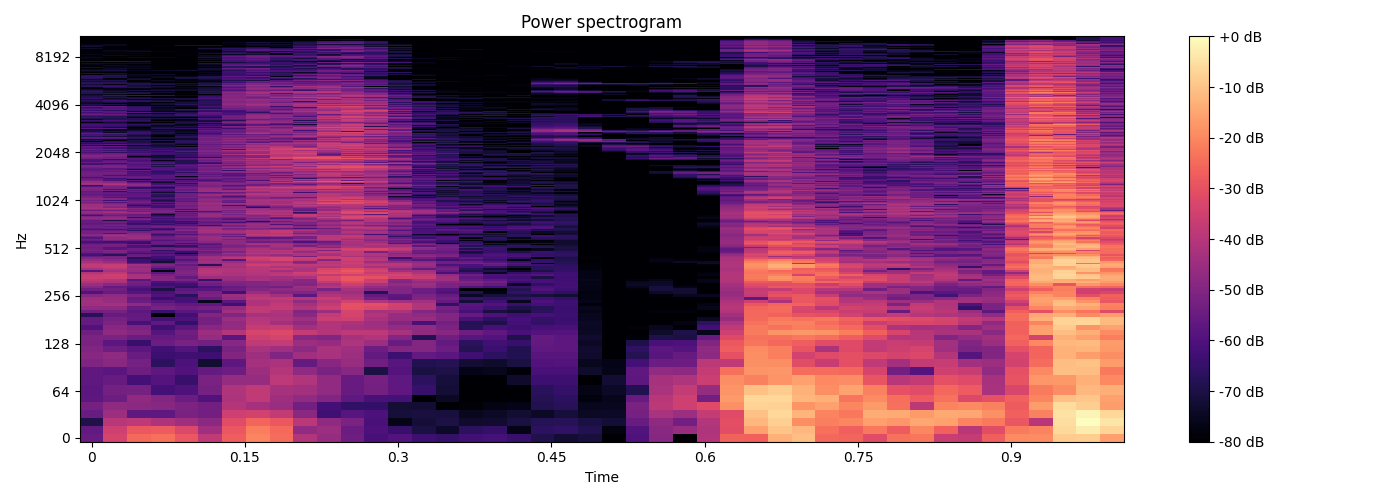 Power spectrogram
8192
4096
2048
1024
512
256
128
64
0
Hz
0 0.15 0.3 0.45 0.6 0.75 0.9
Time
+0 dB
-10 dB
-20 dB
-30 dB
-40 dB
-50 dB
-60 dB
-70 dB
-80 dB